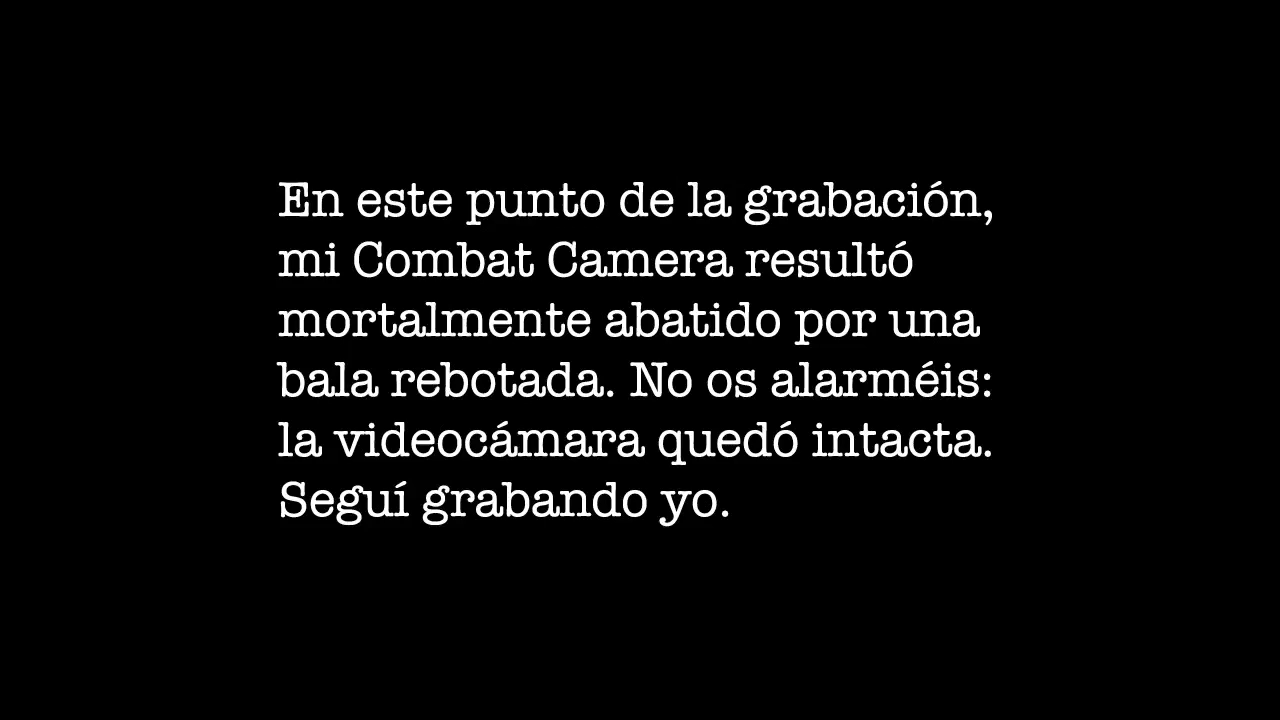 En este punto de la grabación,
mi Combat Camera resultó
mortalmente abatido por una
bala rebotada. No os alarméis:
la videocámara quedó intacta.
Seguí grabando yo.